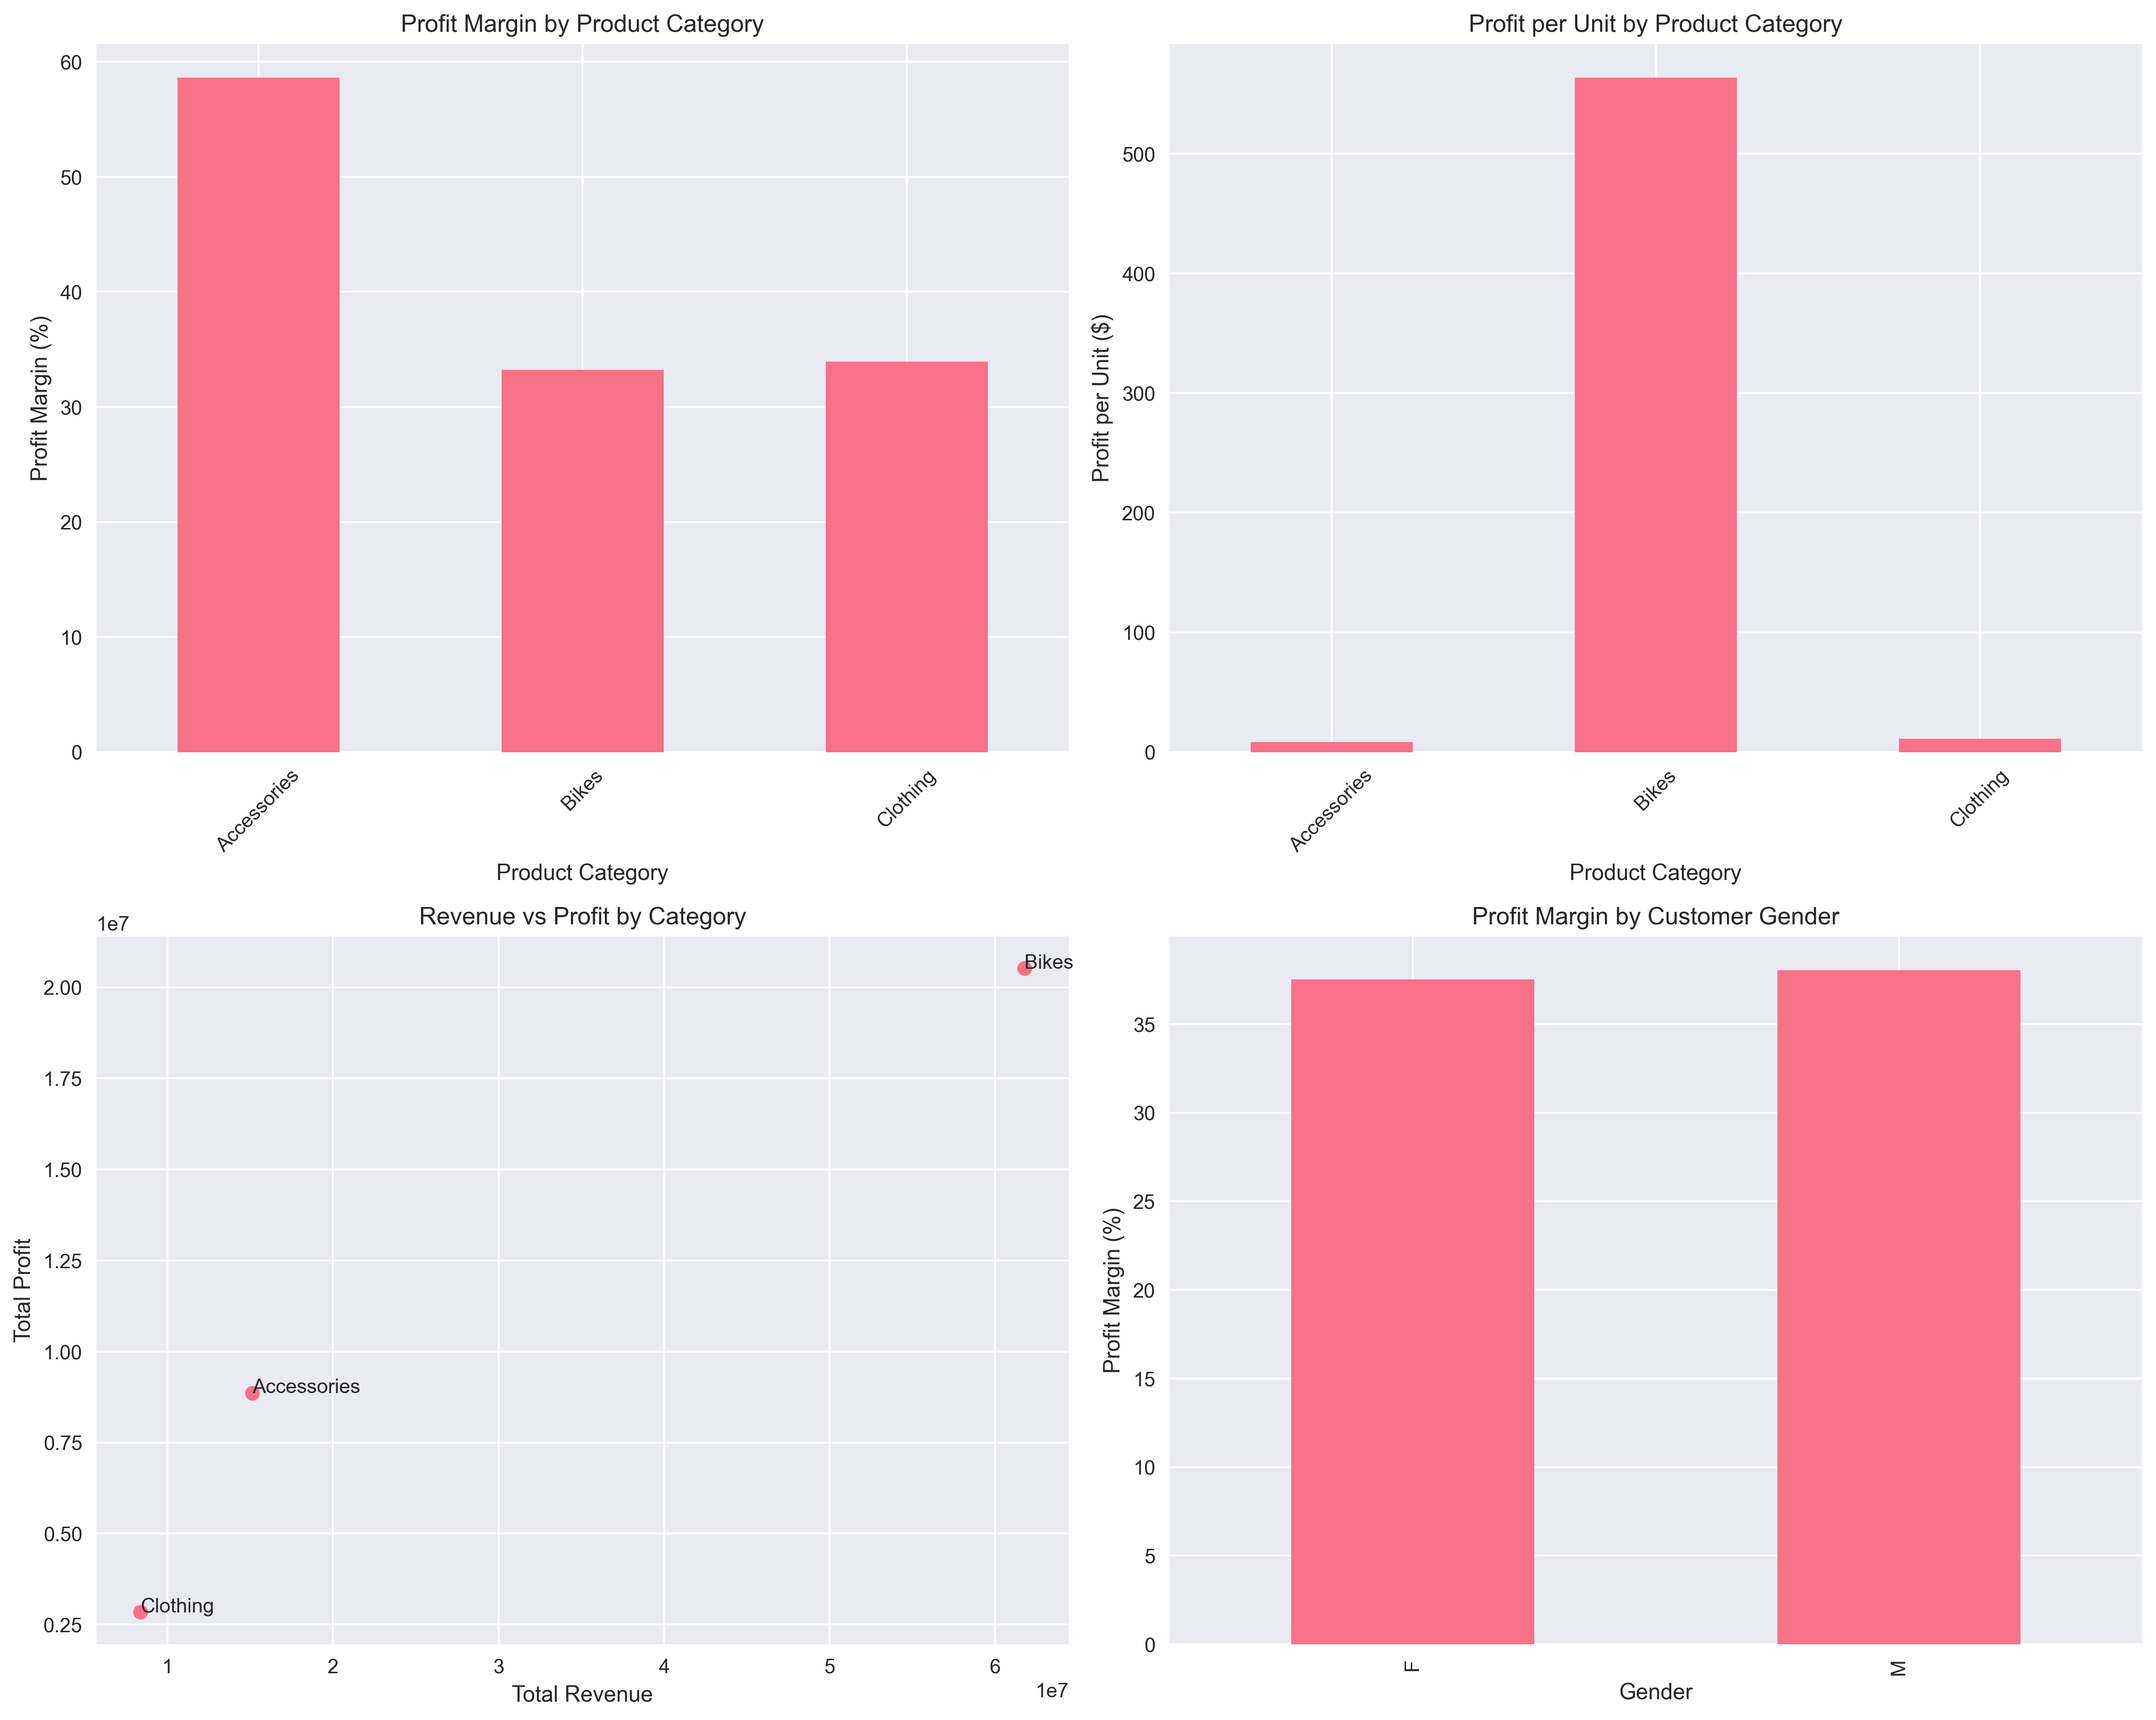 Profit Margin by Product Category
Profit Margin (%)
60
50
40
30
20
10
0
Accessories
Bikes
Clothing
Product Category
Profit per Unit by Product Category
Profit per Unit ($)
500
400
300
200
100
0
Accessories
Bikes
Clothing
Product Category
Revenue vs Profit by Category
1e7
Total Profit
2.00
1.75
1.50
1.25
1.00
0.75
0.50
0.25
Bikes
Accessories
Clothing
1 2 3 4 5 6
Total Revenue
1e7
Profit Margin by Customer Gender
Profit Margin (%)
35
30
25
20
15
10
5
0
F
M
Gender